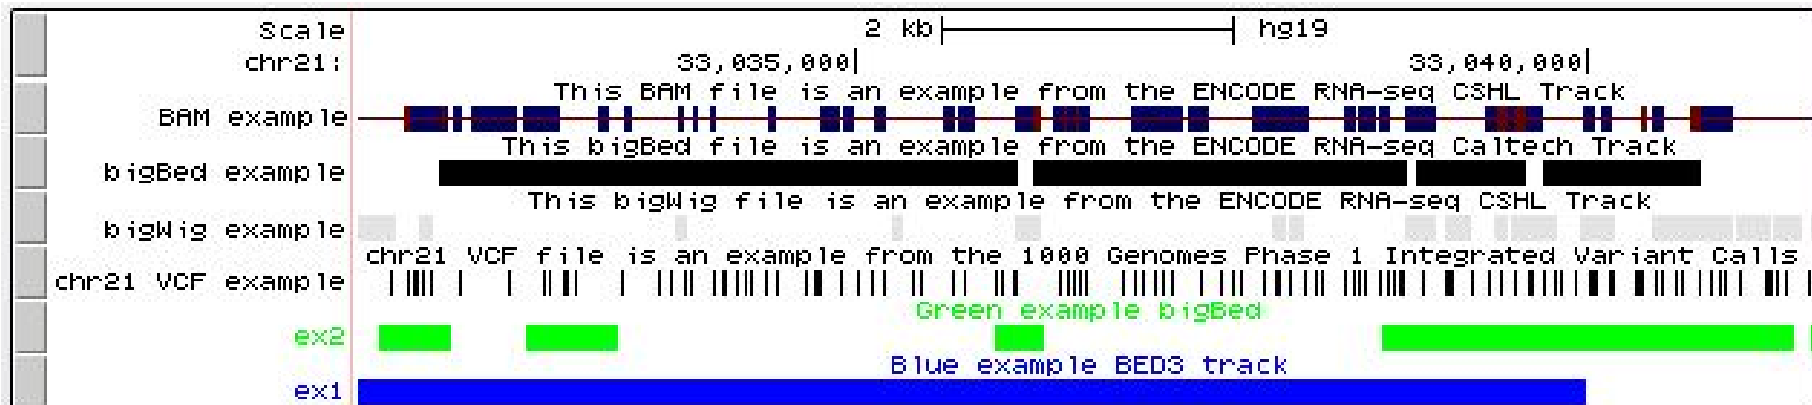 Scale 2 kb hg19
chr21: 33,035,000 33,040,000
This BAM file is an example from the ENCODE RNA-seq CSHL Track
BAM example
This bigBed file is an example from the ENCODE RNA-seq Caltech Track
bigBed example
This bigWig file is an example from the ENCODE RNA-seq CSHL Track
bigWig example
chr21 VCF file is an example from the 1000 Genomes Phase 1 Integrated Variant Calls
chr21 VCF example
Green example bigBed
ex2
Blue example BED3 track
ex1